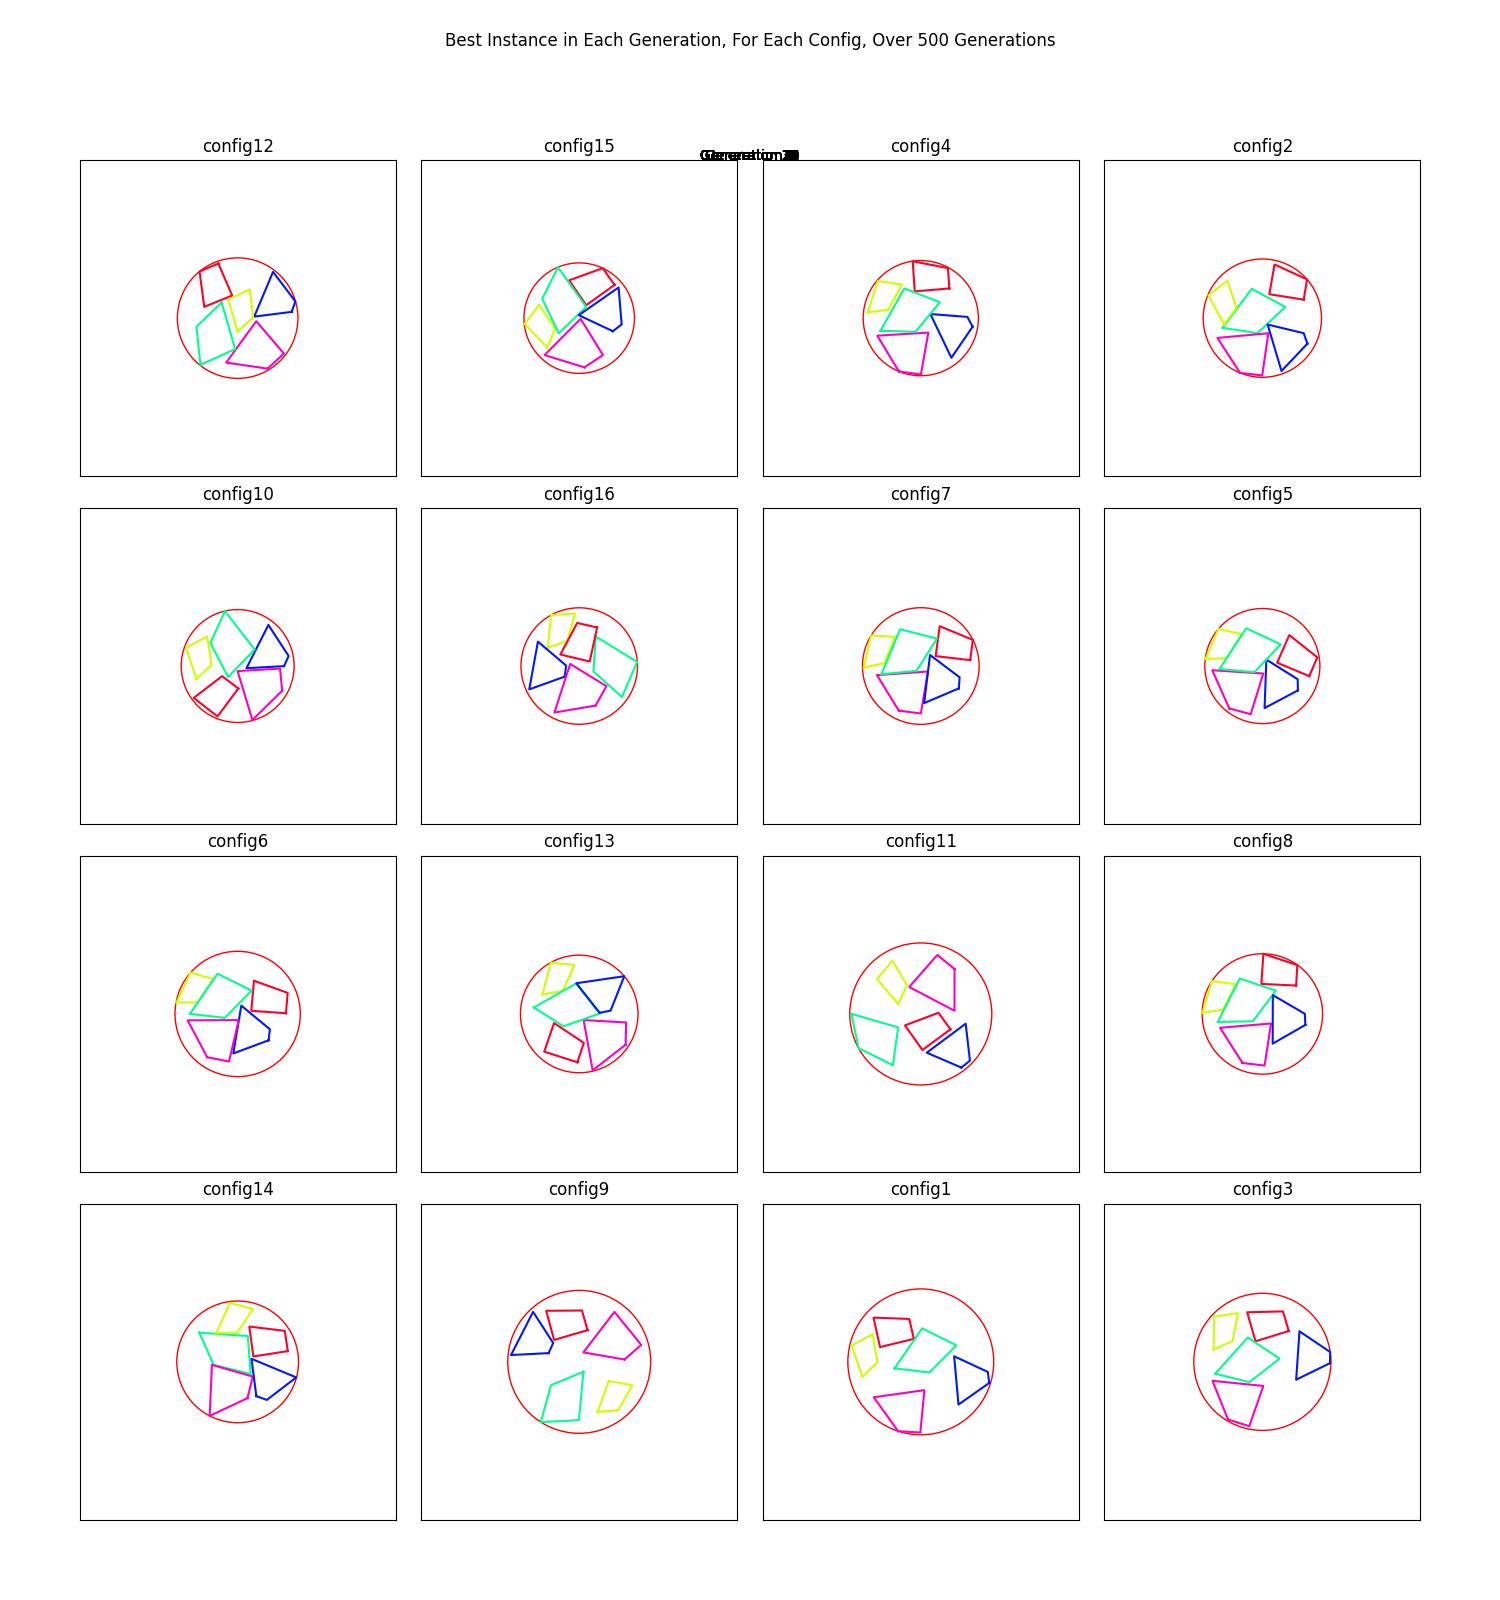 Best Instance in Each Generation, For Each Config, Over 500 Generations
config12
config15
config4
config2
config10
config16
config7
config5
config6
config13
config11
config8
config14
config9
config1
config3